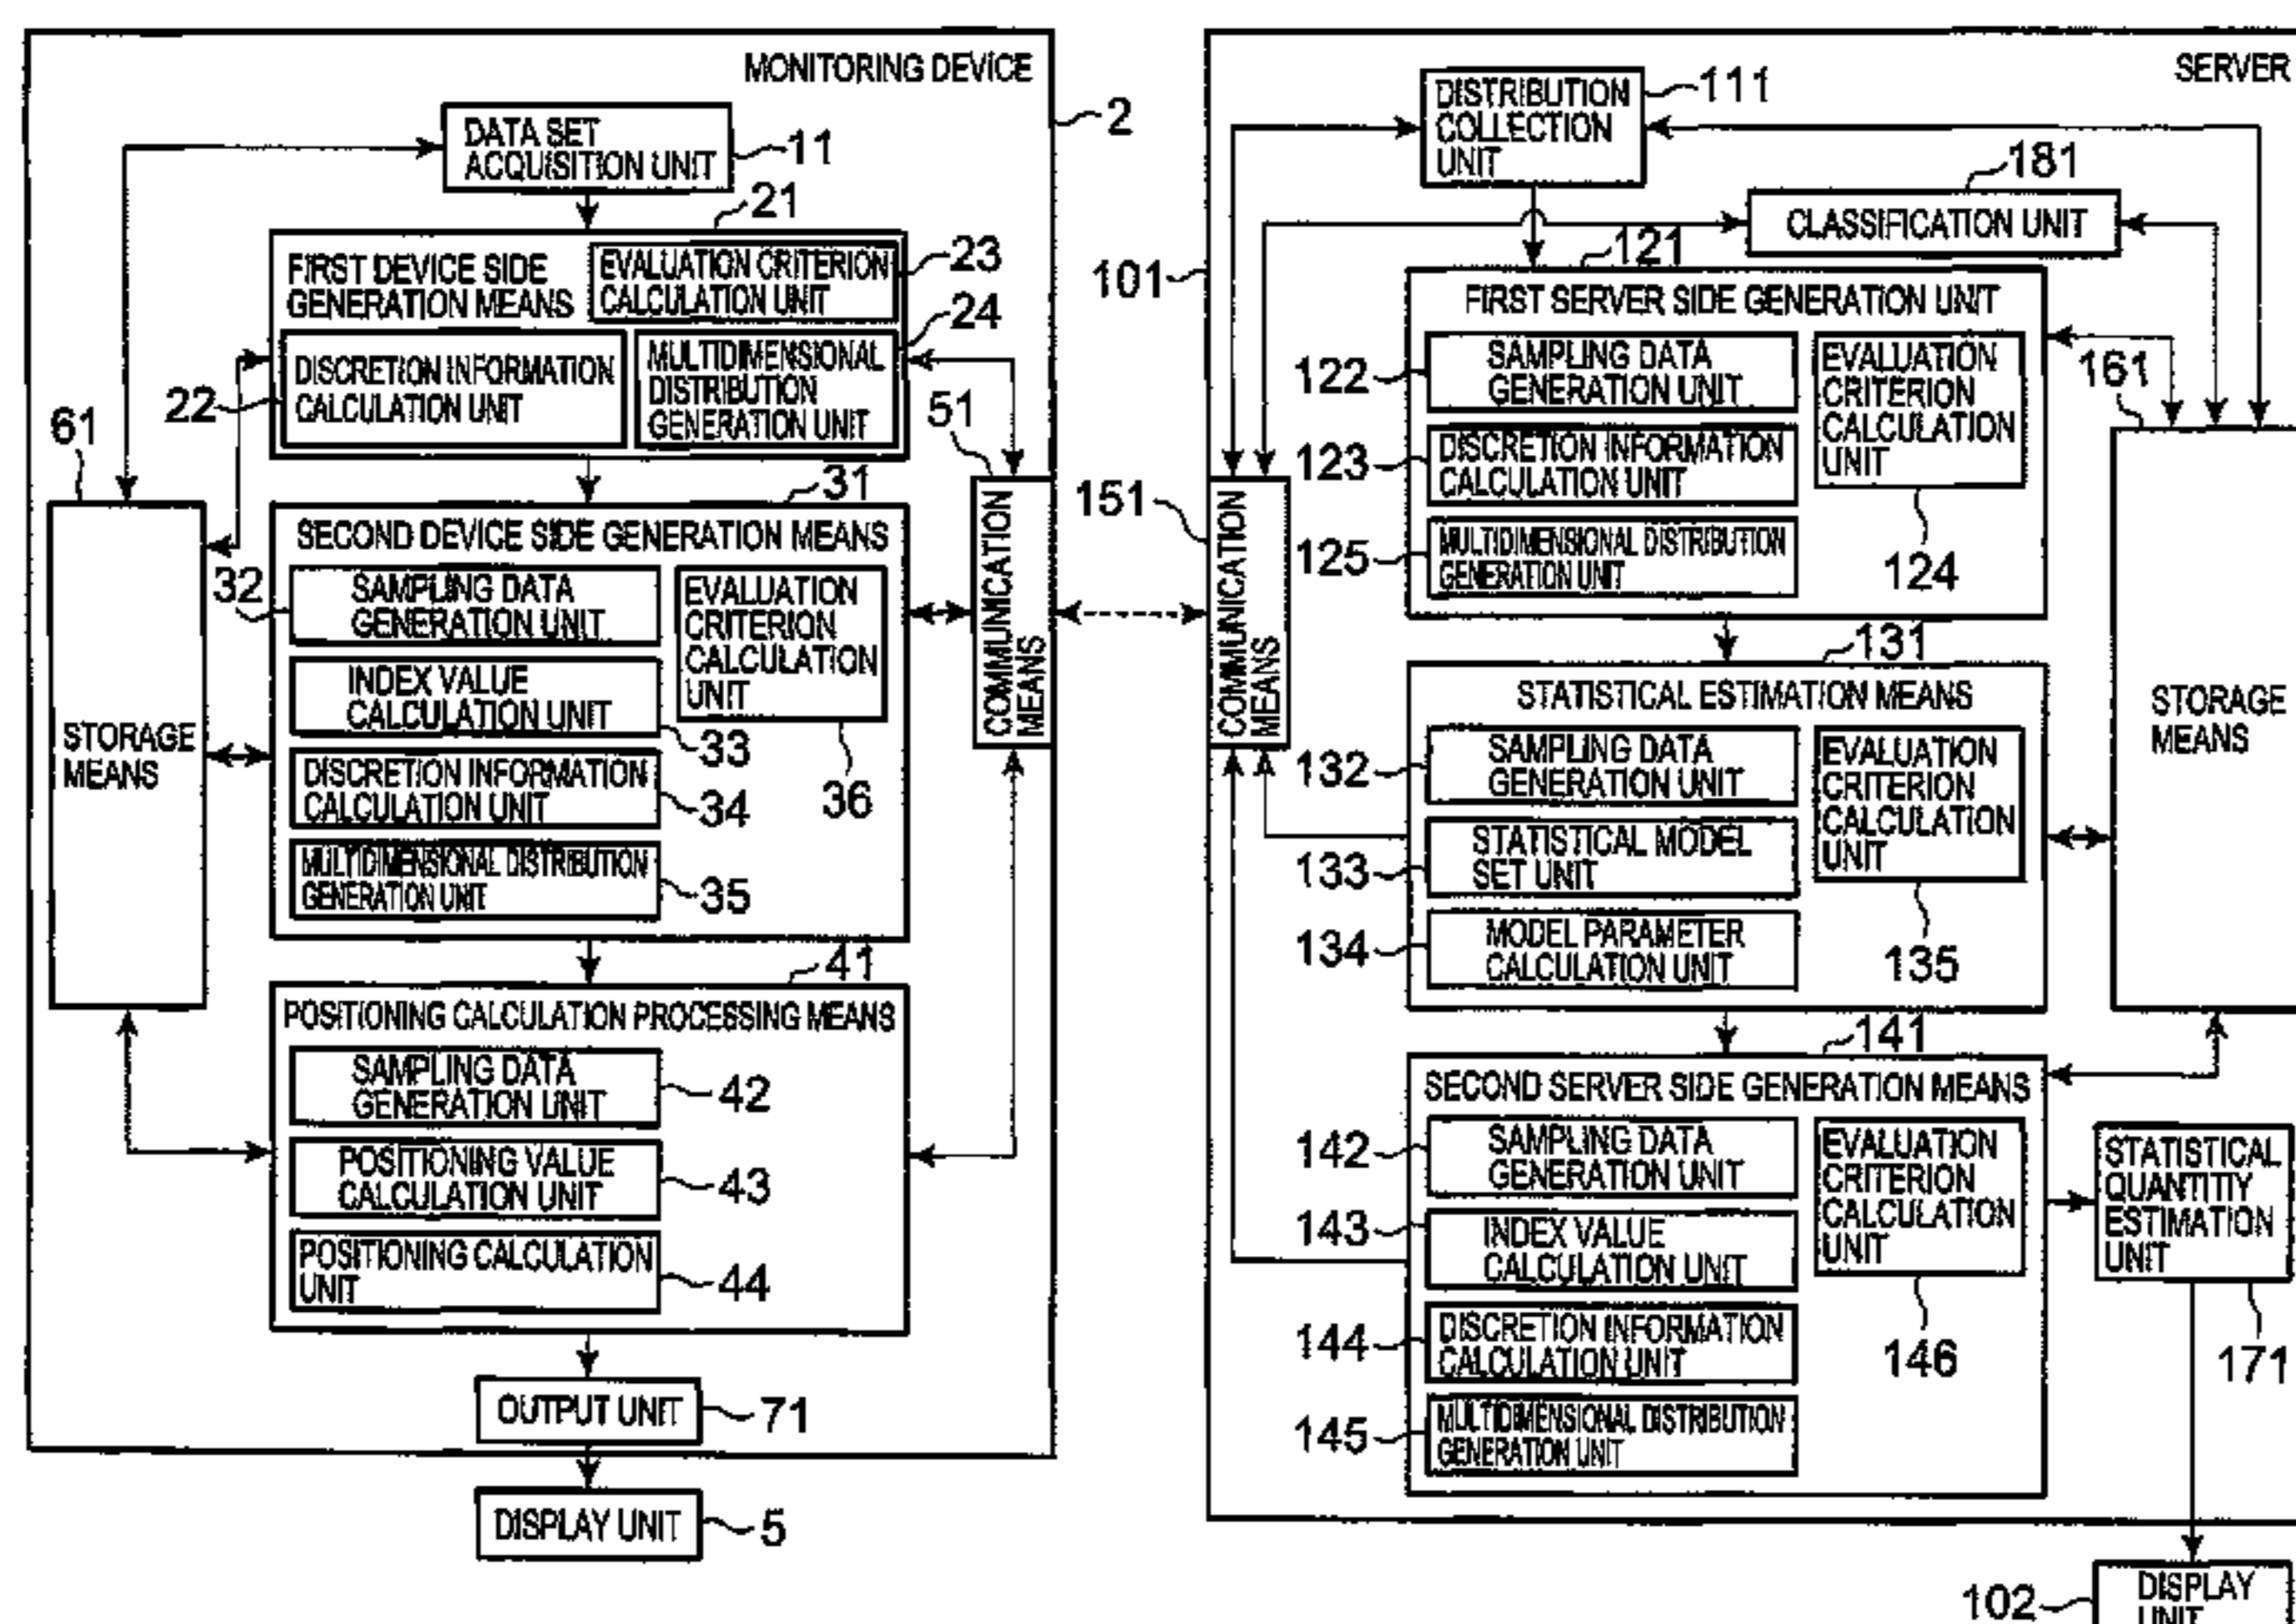 MONITORING DEVICE
2
DATA SET
ACQUISITION UNIT
11
21
FIRST DEVICE SIDE
GENERATION MEANS
EVALUATION CRITERION
CALCULATION UNIT
23
24
DISCRETION INFORMATION
CALCULATION UNIT
22
MULTIDIMENSIONAL
DISTRIBUTION
GENERATION UNIT
61
51
STORAGE
MEANS
COMMUNICATION
MEANS
31
SECOND DEVICE SIDE GENERATION MEANS
32
SAMPLING DATA
GENERATION UNIT
EVALUATION
CRITERION
CALCULATION
UNIT
INDEX VALUE
CALCULATION UNIT
33
36
DISCRETION INFORMATION
CALCULATION UNIT
34
MULTIDIMENSIONAL DISTRIBUTION
GENERATION UNIT
35
41
POSITIONING CALCULATION PROCESSING MEANS
SAMPLING DATA
GENERATION UNIT
42
POSITIONING VALUE
CALCULATION UNIT
43
POSITIONING CALCULATION
UNIT
44
OUTPUT UNIT
71
DISPLAY UNIT
5
SERVER
101
DISTRIBUTION
COLLECTION
UNIT
111
181
CLASSIFICATION UNIT
121
FIRST SERVER SIDE GENERATION UNIT
122
SAMPLING DATA
GENERATION UNIT
EVALUATION
CRITERION
CALCULATION
UNIT
124
123
DISCRETION INFORMATION
CALCULATION UNIT
125
MULTIDIMENSIONAL DISTRIBUTION
GENERATION UNIT
161
STORAGE
MEANS
151
COMMUNICATION
MEANS
131
STATISTICAL ESTIMATION MEANS
132
SAMPLING DATA
GENERATION UNIT
EVALUATION
CRITERION
CALCULATION
UNIT
135
133
STATISTICAL MODEL
SET UNIT
134
MODEL PARAMETER
CALCULATION UNIT
141
SECOND SERVER SIDE GENERATION MEANS
142
SAMPLING DATA
GENERATION UNIT
EVALUATION
CRITERION
CALCULATION
UNIT
146
143
INDEX VALUE
CALCULATION UNIT
144
DISCRETION INFORMATION
CALCULATION UNIT
145
MULTIDIMENSIONAL DISTRIBUTION
GENERATION UNIT
STATISTICAL
QUANTITIY
ESTIMATION
UNIT
171
102
DISPLAY
UNIT